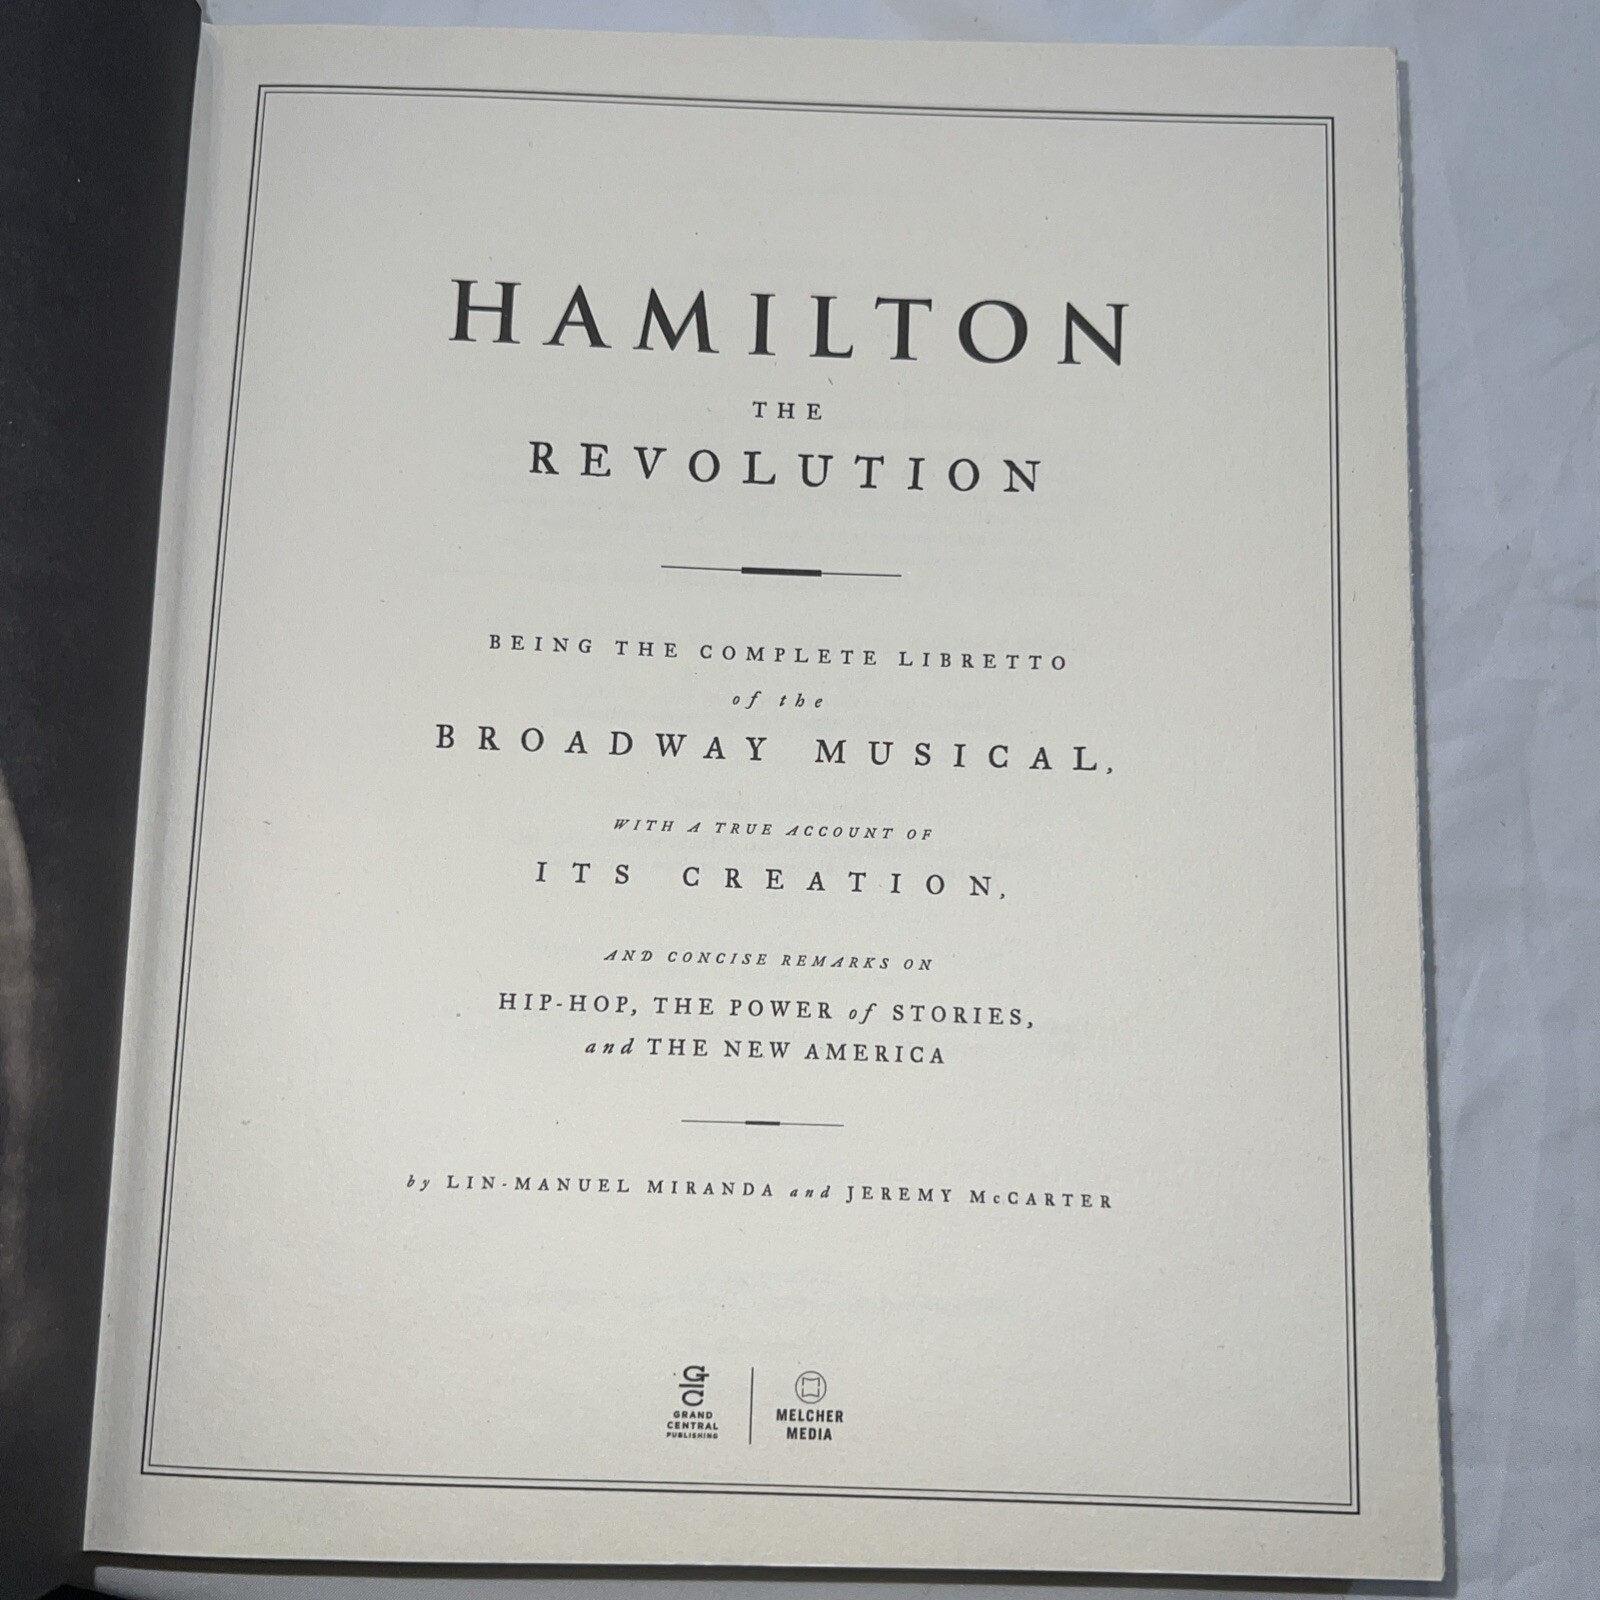 HAMILTON
THE
REVOLUTION
BEING THE COMPLETE LIBRETTO
of the
BROADWAY MUSICAL,
WITH A TRUE ACCOUNT OF
ITS CREATION,
AND CONCISE REMARKS ON
HIP-HOP, THE POWER of STORIES,
and THE NEW AMERICA
by LIN-MANUEL MIRANDA and JEREMY McCARTER
GRAND
CENTRAL
PUBLISHING
MELCHER
MEDIA